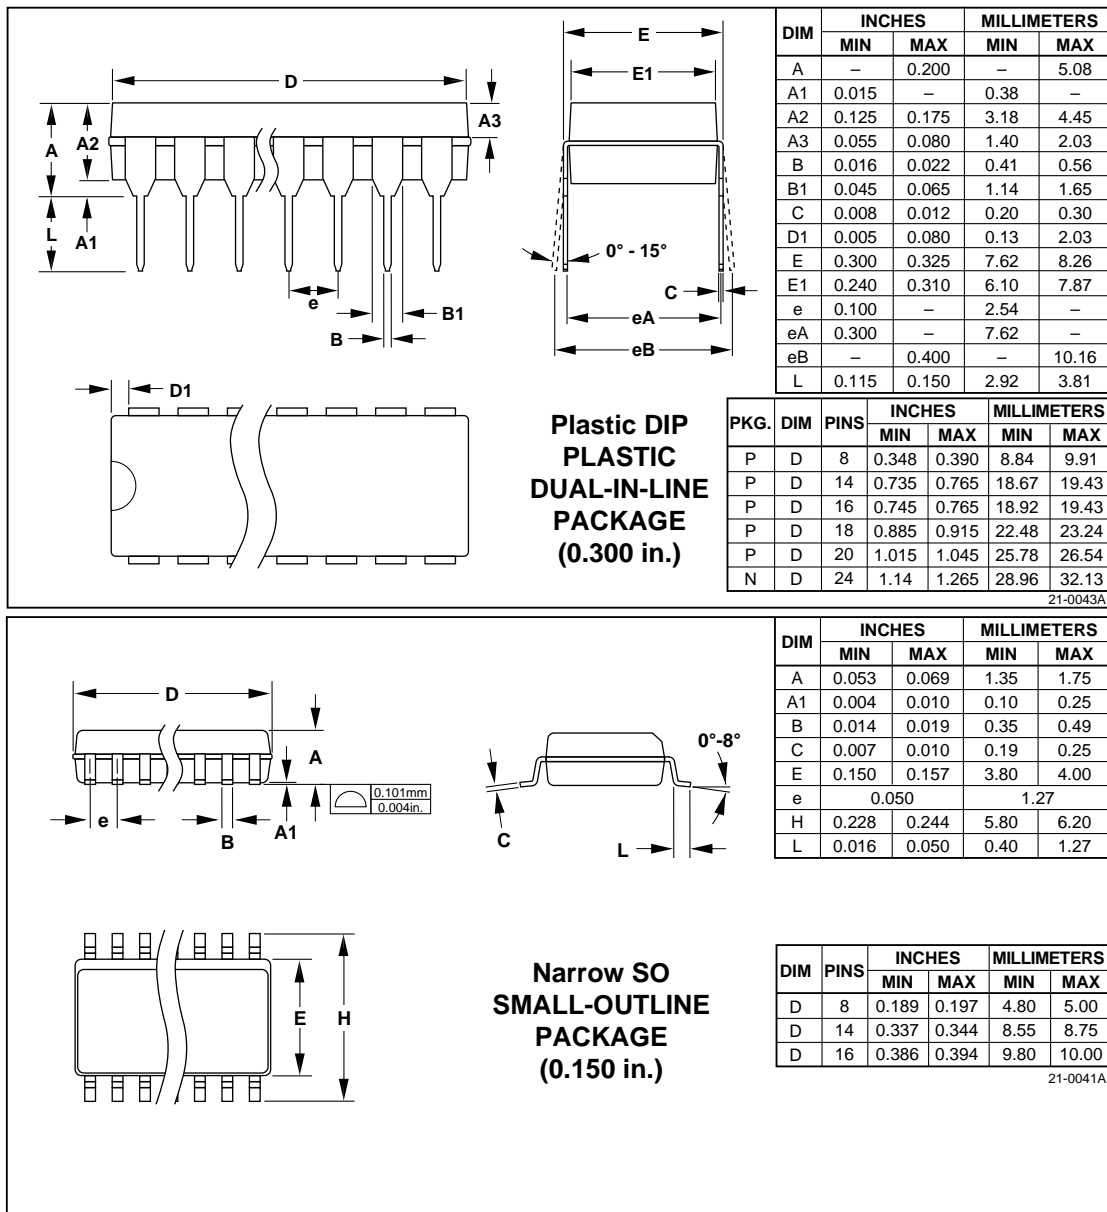 D
A
A2
A3
L
A1
e
B
B1
D1
E
E1
0° - 15°
C
eA
eB
Plastic DIP
PLASTIC
DUAL-IN-LINE
PACKAGE
(0.300 in.)
DIM INCHES MILLIMETERS
MIN MAX MIN MAX
A – 0.200 – 5.08
A1 0.015 – 0.38 –
A2 0.125 0.175 3.18 4.45
A3 0.055 0.080 1.40 2.03
B 0.016 0.022 0.41 0.56
B1 0.045 0.065 1.14 1.65
C 0.008 0.012 0.20 0.30
D1 0.005 0.080 0.13 2.03
E 0.300 0.325 7.62 8.26
E1 0.240 0.310 6.10 7.87
e 0.100 – 2.54 –
eA 0.300 – 7.62 –
eB – 0.400 – 10.16
L 0.115 0.150 2.92 3.81
PKG. DIM PINS INCHES MILLIMETERS
MIN MAX MIN MAX
P D 8 0.348 0.390 8.84 9.91
P D 14 0.735 0.765 18.67 19.43
P D 16 0.745 0.765 18.92 19.43
P D 18 0.885 0.915 22.48 23.24
P D 20 1.015 1.045 25.78 26.54
N D 24 1.14 1.265 28.96 32.13
21-0043A
D
A
0.101mm
0.004in.
e
B
A1
0°-8°
C
L
E
H
Narrow SO
SMALL-OUTLINE
PACKAGE
(0.150 in.)
DIM INCHES MILLIMETERS
MIN MAX MIN MAX
A 0.053 0.069 1.35 1.75
A1 0.004 0.010 0.10 0.25
B 0.014 0.019 0.35 0.49
C 0.007 0.010 0.19 0.25
E 0.150 0.157 3.80 4.00
e 0.050 1.27
H 0.228 0.244 5.80 6.20
L 0.016 0.050 0.40 1.27
DIM PINS INCHES MILLIMETERS
MIN MAX MIN MAX
D 8 0.189 0.197 4.80 5.00
D 14 0.337 0.344 8.55 8.75
D 16 0.386 0.394 9.80 10.00
21-0041A